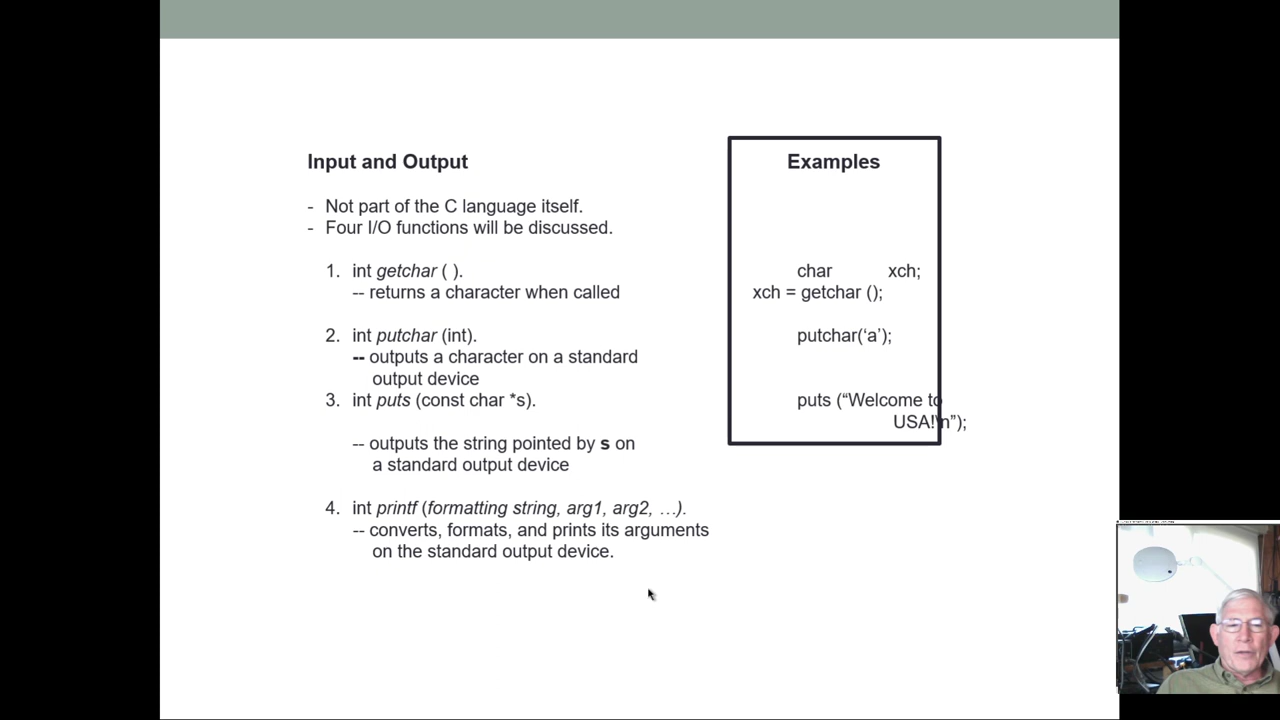 Input and Output
- Not part of the C language itself.
- Four I/O functions will be discussed.
1. int getchar ( ).
-- returns a character when called
2. int putchar (int).
-- outputs a character on a standard
output device
3. int puts (const char *s).
-- outputs the string pointed by s on
a standard output device
4. int printf (formatting string, arg1, arg2, …).
-- converts, formats, and prints its arguments
on the standard output device.
Examples
char xch;
xch = getchar ();
putchar(‘a’);
puts (“Welcome to
USA!\n”);